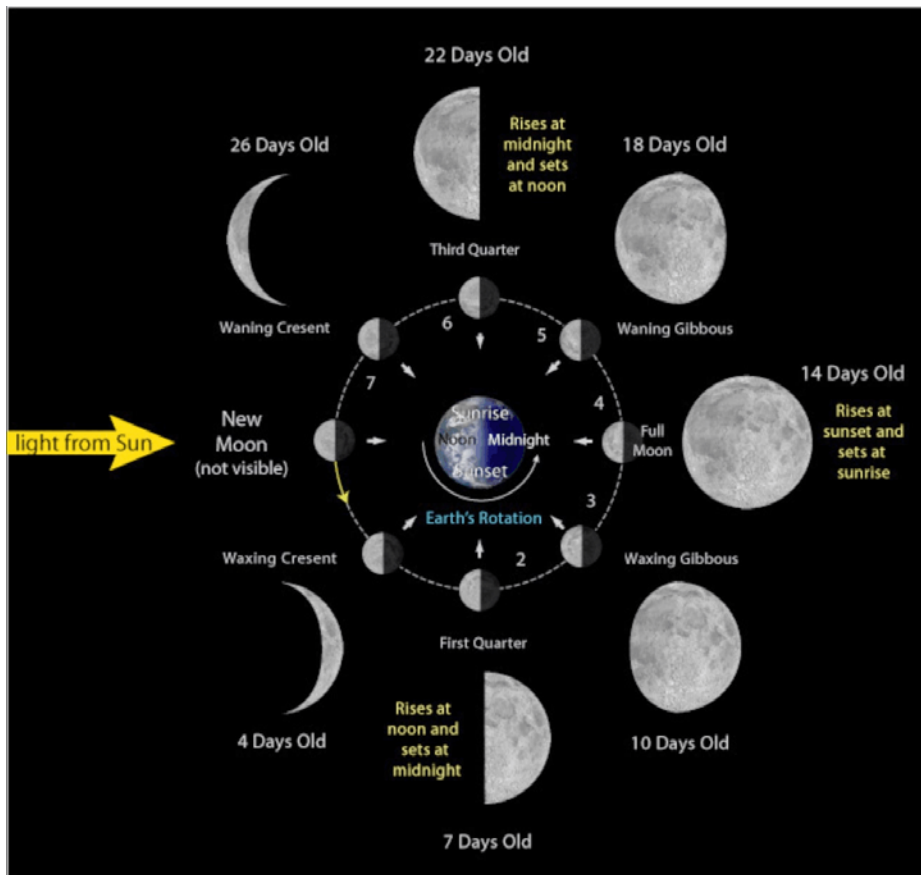 22 Days Old
Rises at
midnight
and sets
at noon
26 Days Old
18 Days Old
Third Quarter
Waning Cresent
Waning Gibbous
6
5
7
4
14 Days Old
Rises at
sunset and
sets at
sunrise
light from Sun
New
Moon
(not visible)
Sunrise
Noon Midnight
Sunset
Full
Moon
Earth's Rotation
3
2
Waxing Cresent
Waxing Gibbous
First Quarter
4 Days Old
Rises at
noon and
sets at
midnight
10 Days Old
7 Days Old